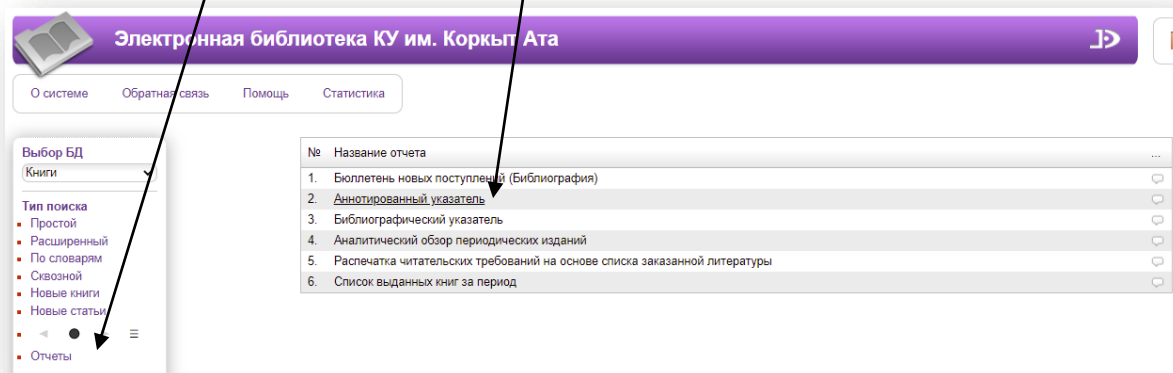 Электронная библиотека КУ им. Коркыт Ата
О системе Обратная связь Помощь Статистика
Выбор БД
Книги
Тип поиска
Простой
Расширенный
По словарям
Сквозной
Новые книги
Новые статьи
Отчеты
№ Название отчета ...
1. Бюллетень новых поступлений (Библиография)
2. Аннотированный указатель
3. Библиографический указатель
4. Аналитический обзор периодических изданий
5. Распечатка читательских требований на основе списка заказанной литературы
6. Список выданных книг за период